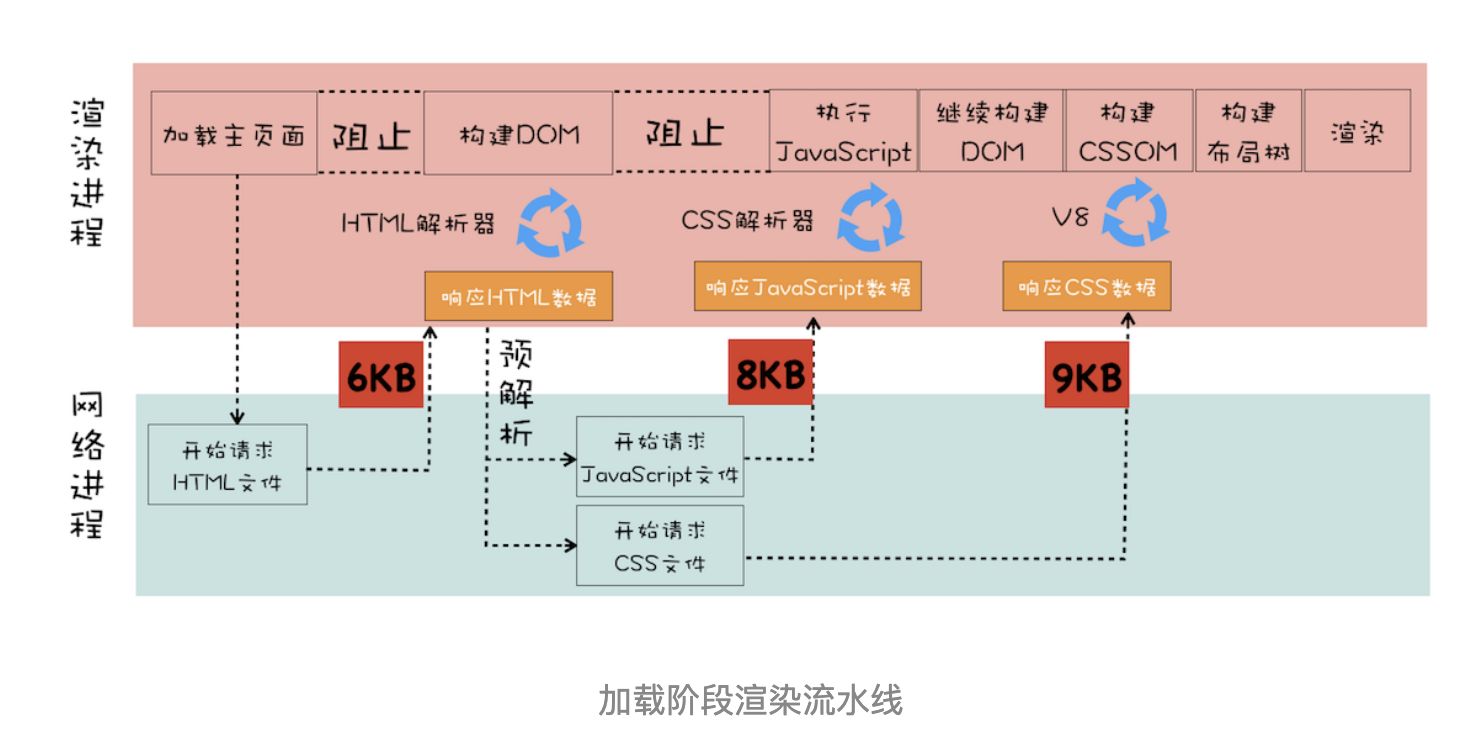 渲染进程
加载主页面
阻止
构建DOM
阻止
执行
JavaScript
继续构建
DOM
构建
CSSOM
构建
布局树
渲染
HTML解析器
CSS解析器
V8
响应HTML数据
响应JavaScript数据
响应CSS数据
6KB
预解析
8KB
9KB
网络进程
开始请求
HTML文件
开始请求
JavaScript文件
开始请求
CSS文件
加载阶段渲染流水线